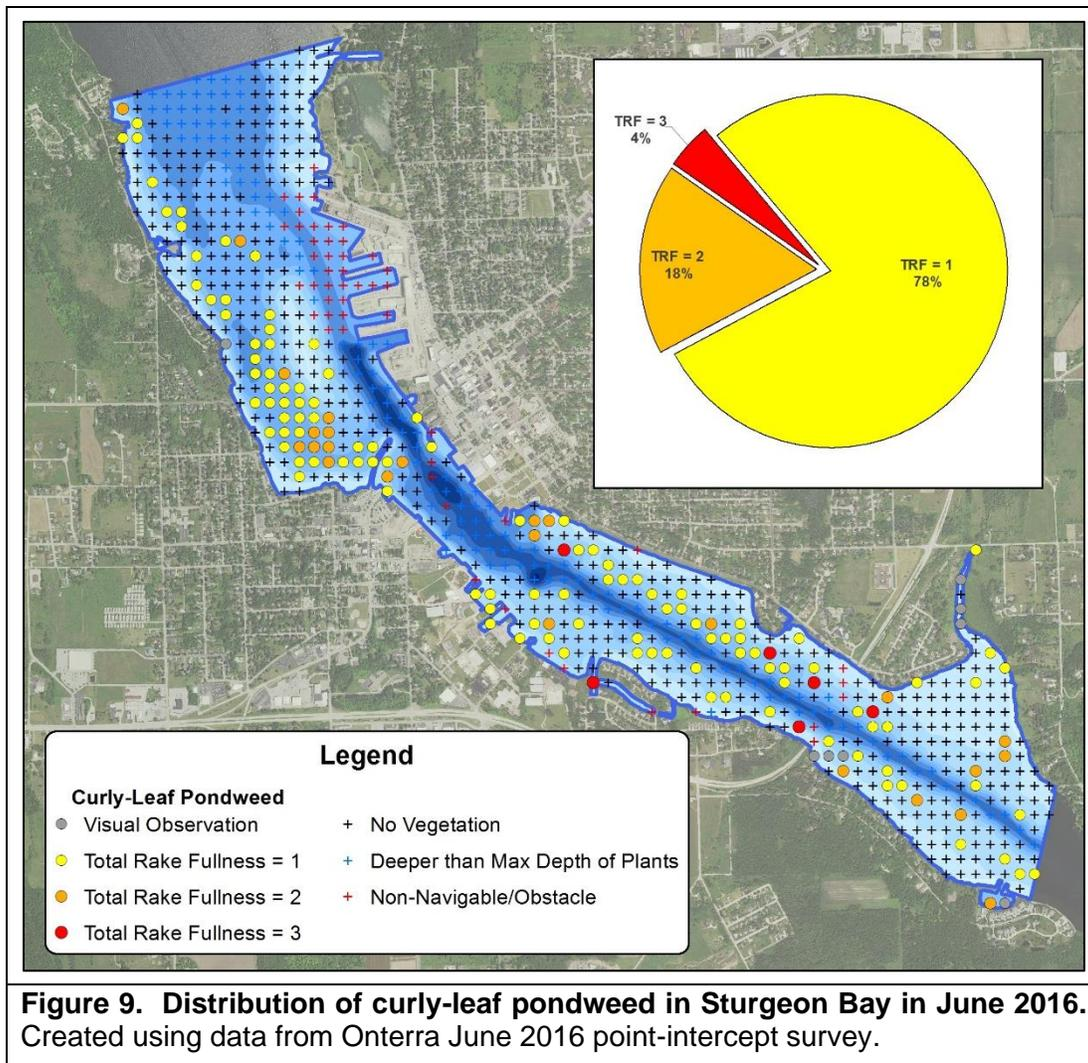 TRF = 3
4%
TRF = 2
18%
TRF = 1
78%
Legend
Curly-Leaf Pondweed
Visual Observation
Total Rake Fullness = 1
Total Rake Fullness = 2
Total Rake Fullness = 3
No Vegetation
Deeper than Max Depth of Plants
Non-Navigable/Obstacle
Figure 9. Distribution of curly-leaf pondweed in Sturgeon Bay in June 2016.
Created using data from Onterra June 2016 point-intercept survey.